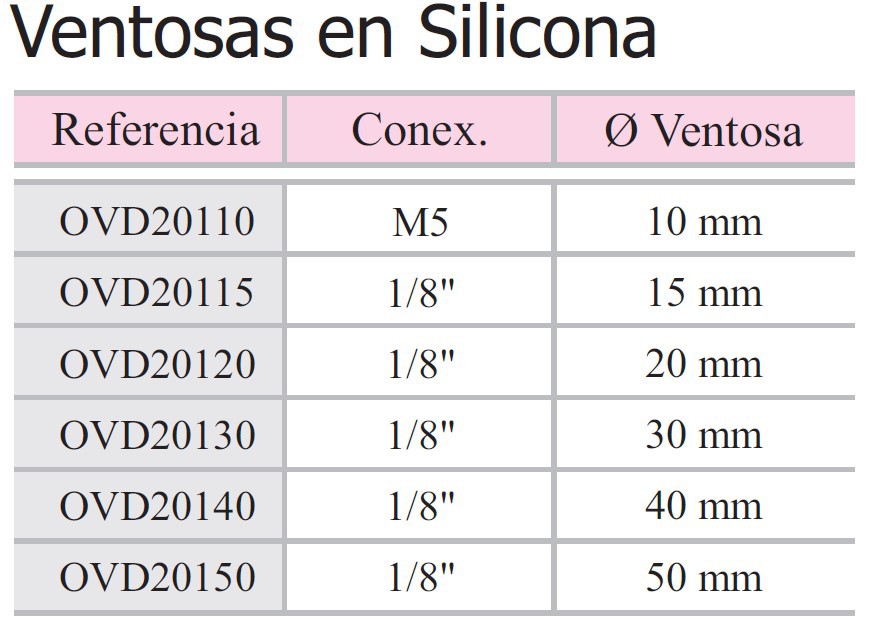 Ventosas en Silicona
Referencia Conex. Ø Ventosa
OVD20110 M5 10 mm
OVD20115 1/8" 15 mm
OVD20120 1/8" 20 mm
OVD20130 1/8" 30 mm
OVD20140 1/8" 40 mm
OVD20150 1/8" 50 mm